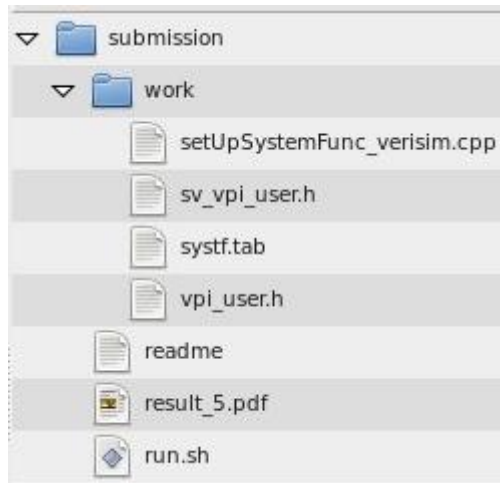 submission
work
setUpSystemFunc_verisim.cpp
sv_vpi_user.h
systf.tab
vpi_user.h
readme
result_5.pdf
run.sh